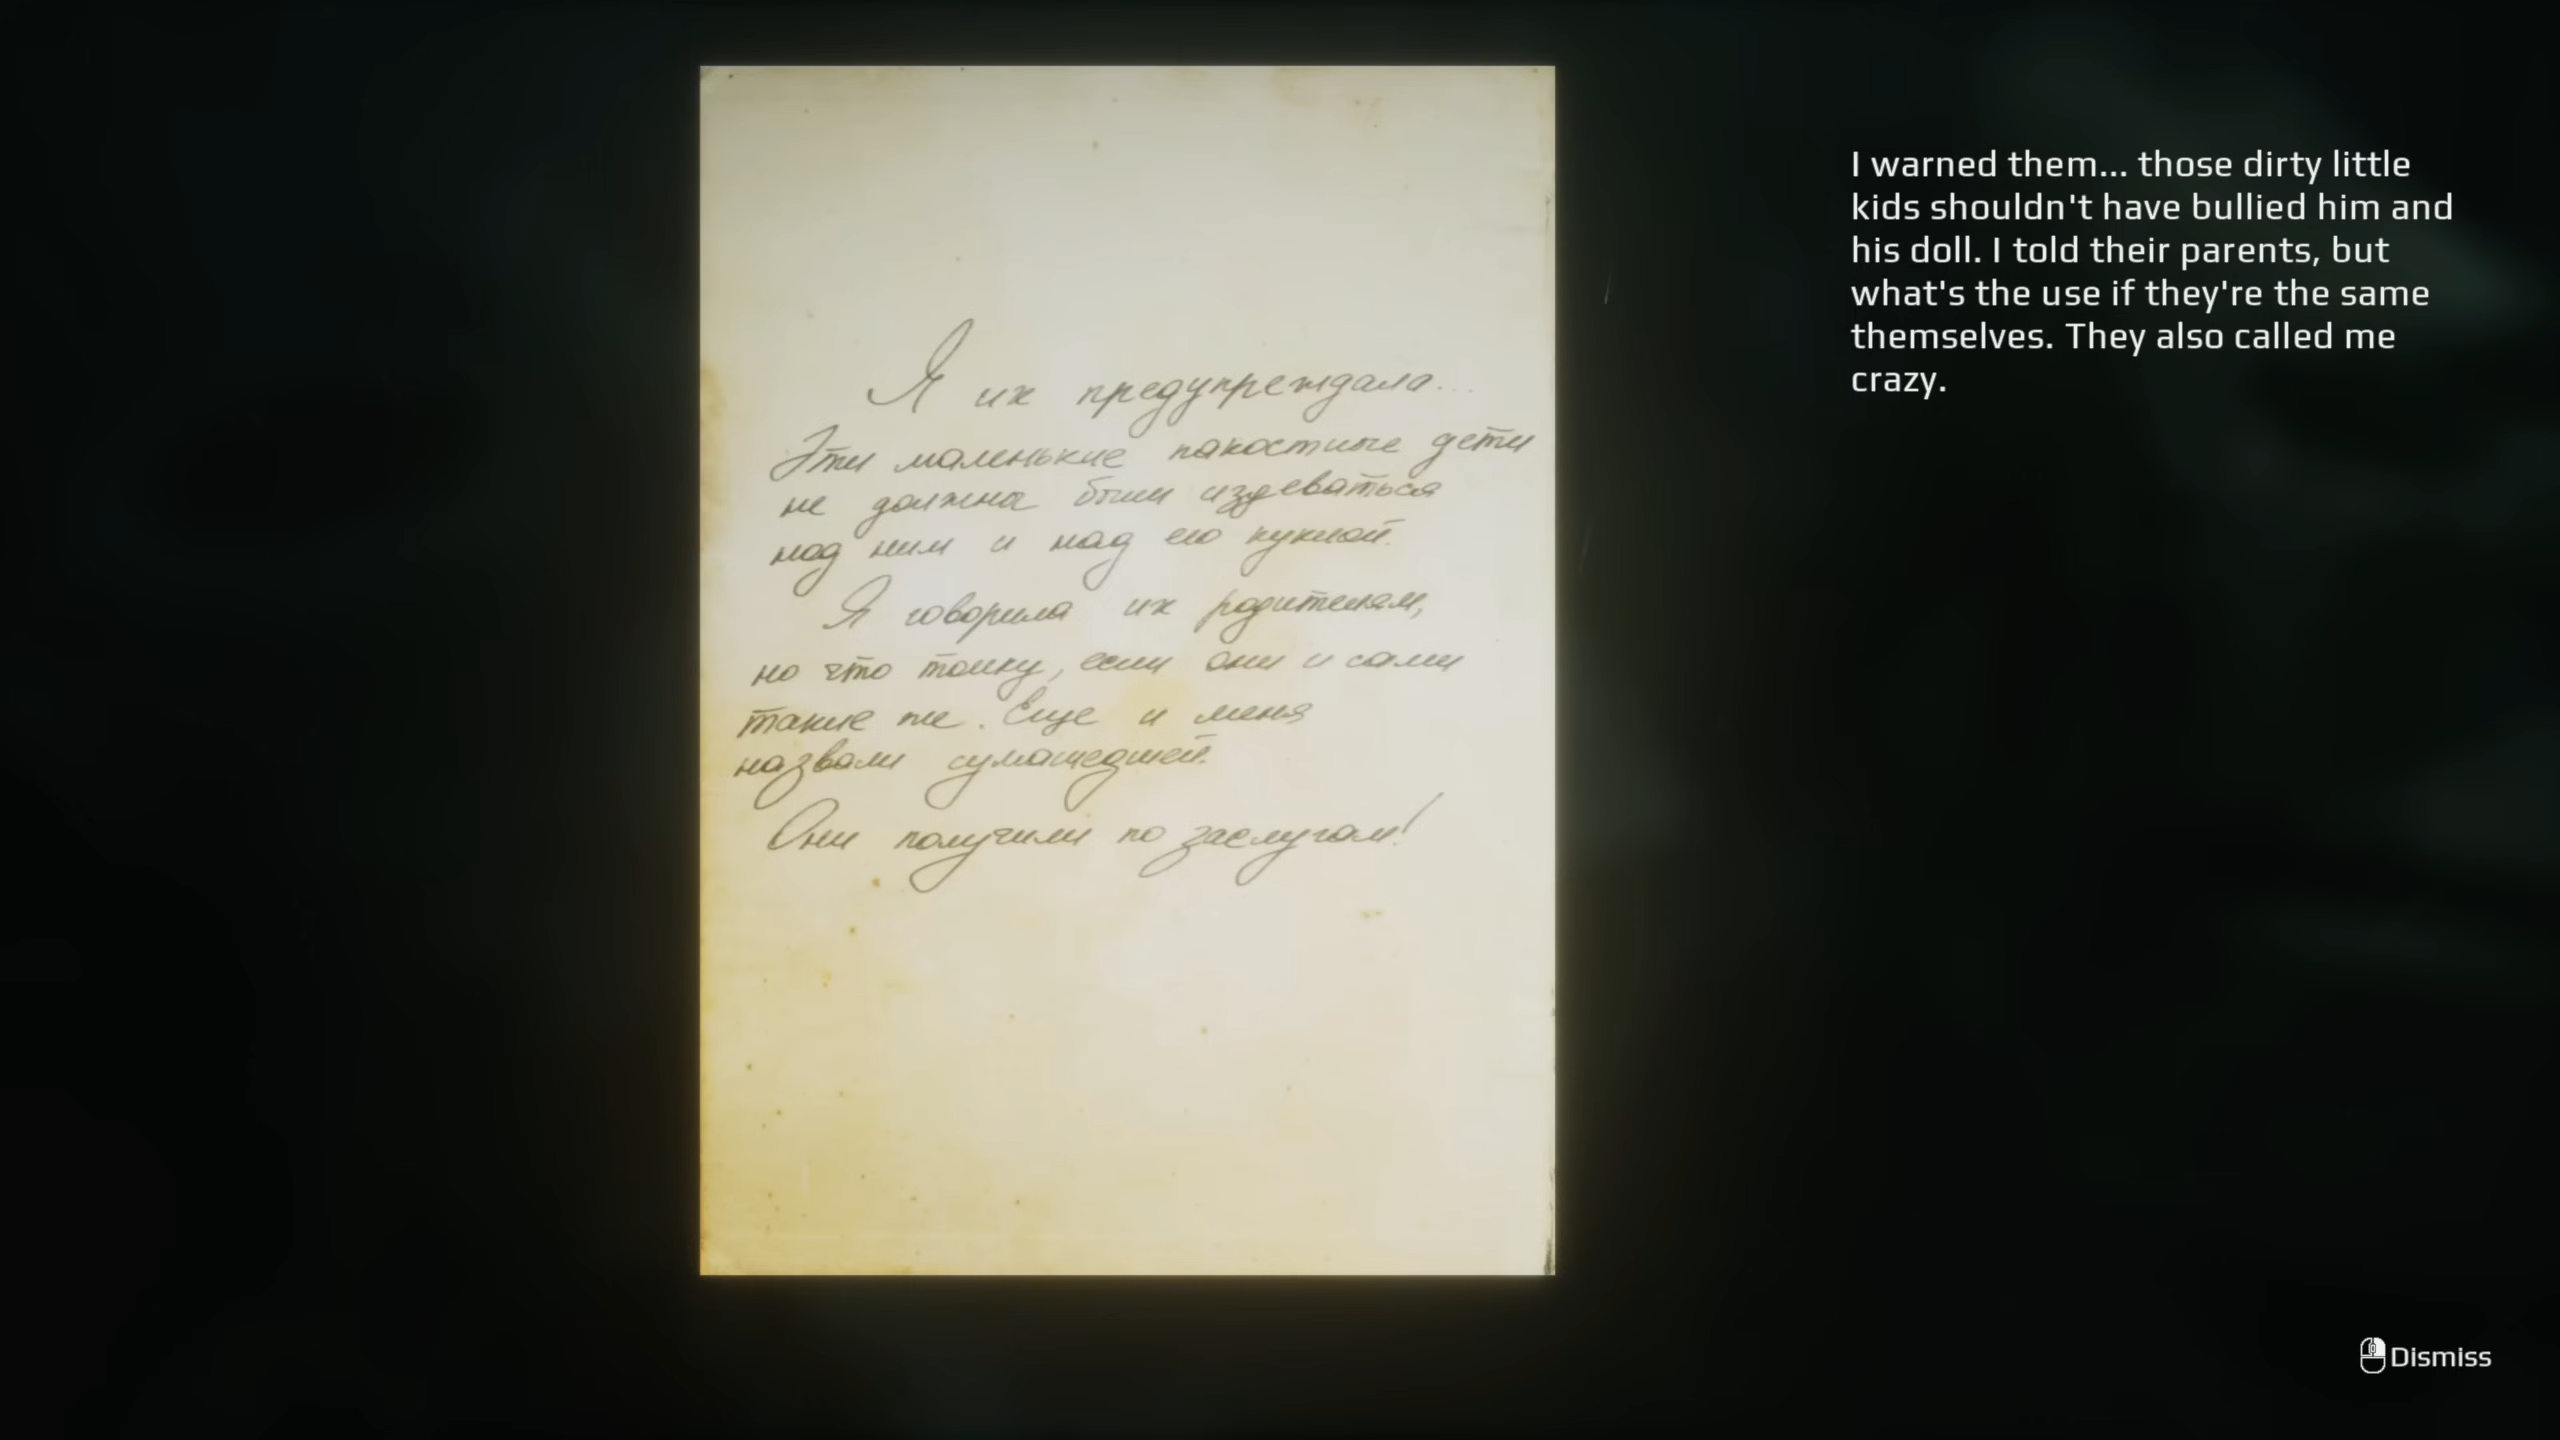 Я их предупреждала...
Эти маленькие пакостные дети
не должны были издеваться
над ним и над его куклой.
Я говорила их родителям,
но что толку, если они и сами
такие же. Еще и меня
назвали сумашедшей.
Они получили по заслугам!
I warned them... those dirty little
kids shouldn't have bullied him and
his doll. I told their parents, but
what's the use if they're the same
themselves. They also called me
crazy.
Dismiss